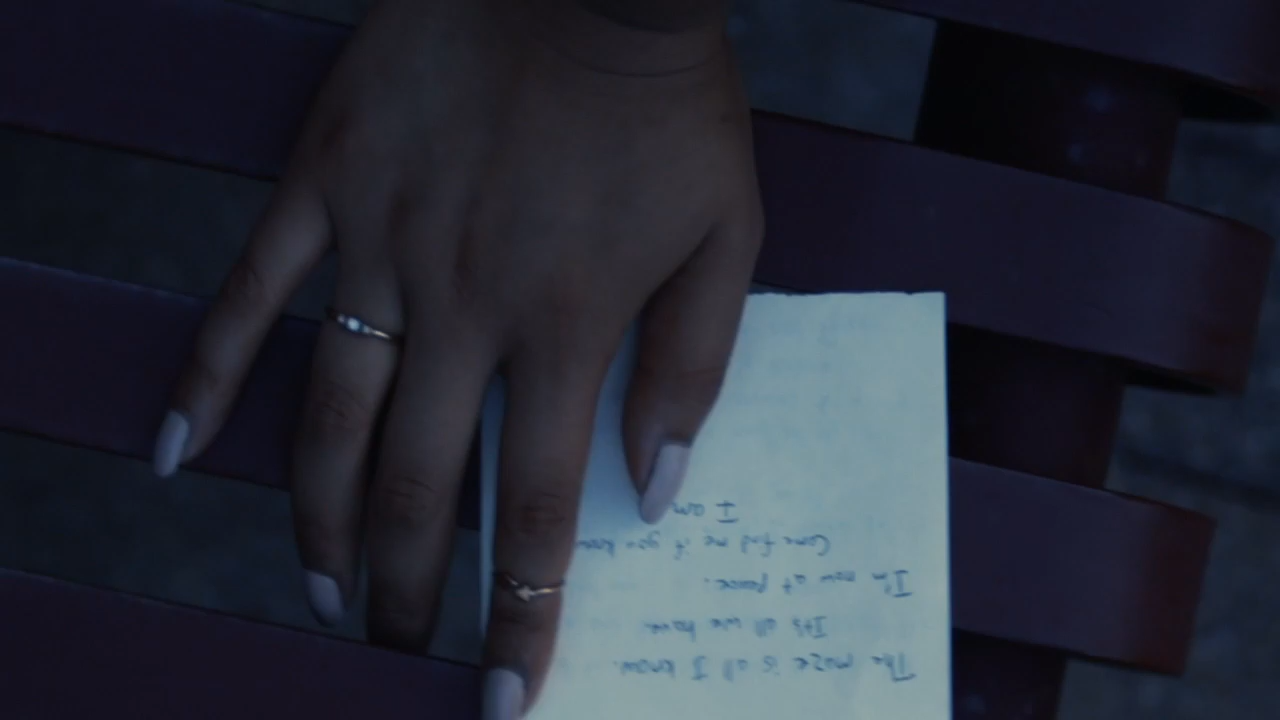 The maze is all I know.
It's all we have
I'm now at peace.
Come find me if you
I am